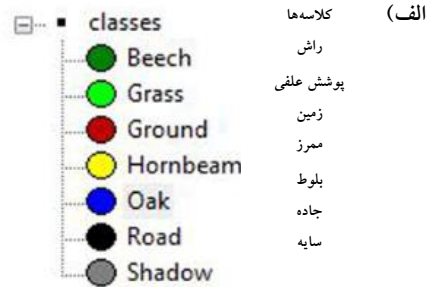 الف)
classes کلاسه‌ها
Beech راش
Grass پوشش علفی
Ground زمین
Hornbeam ممرز
Oak بلوط
Road جاده
Shadow سایه